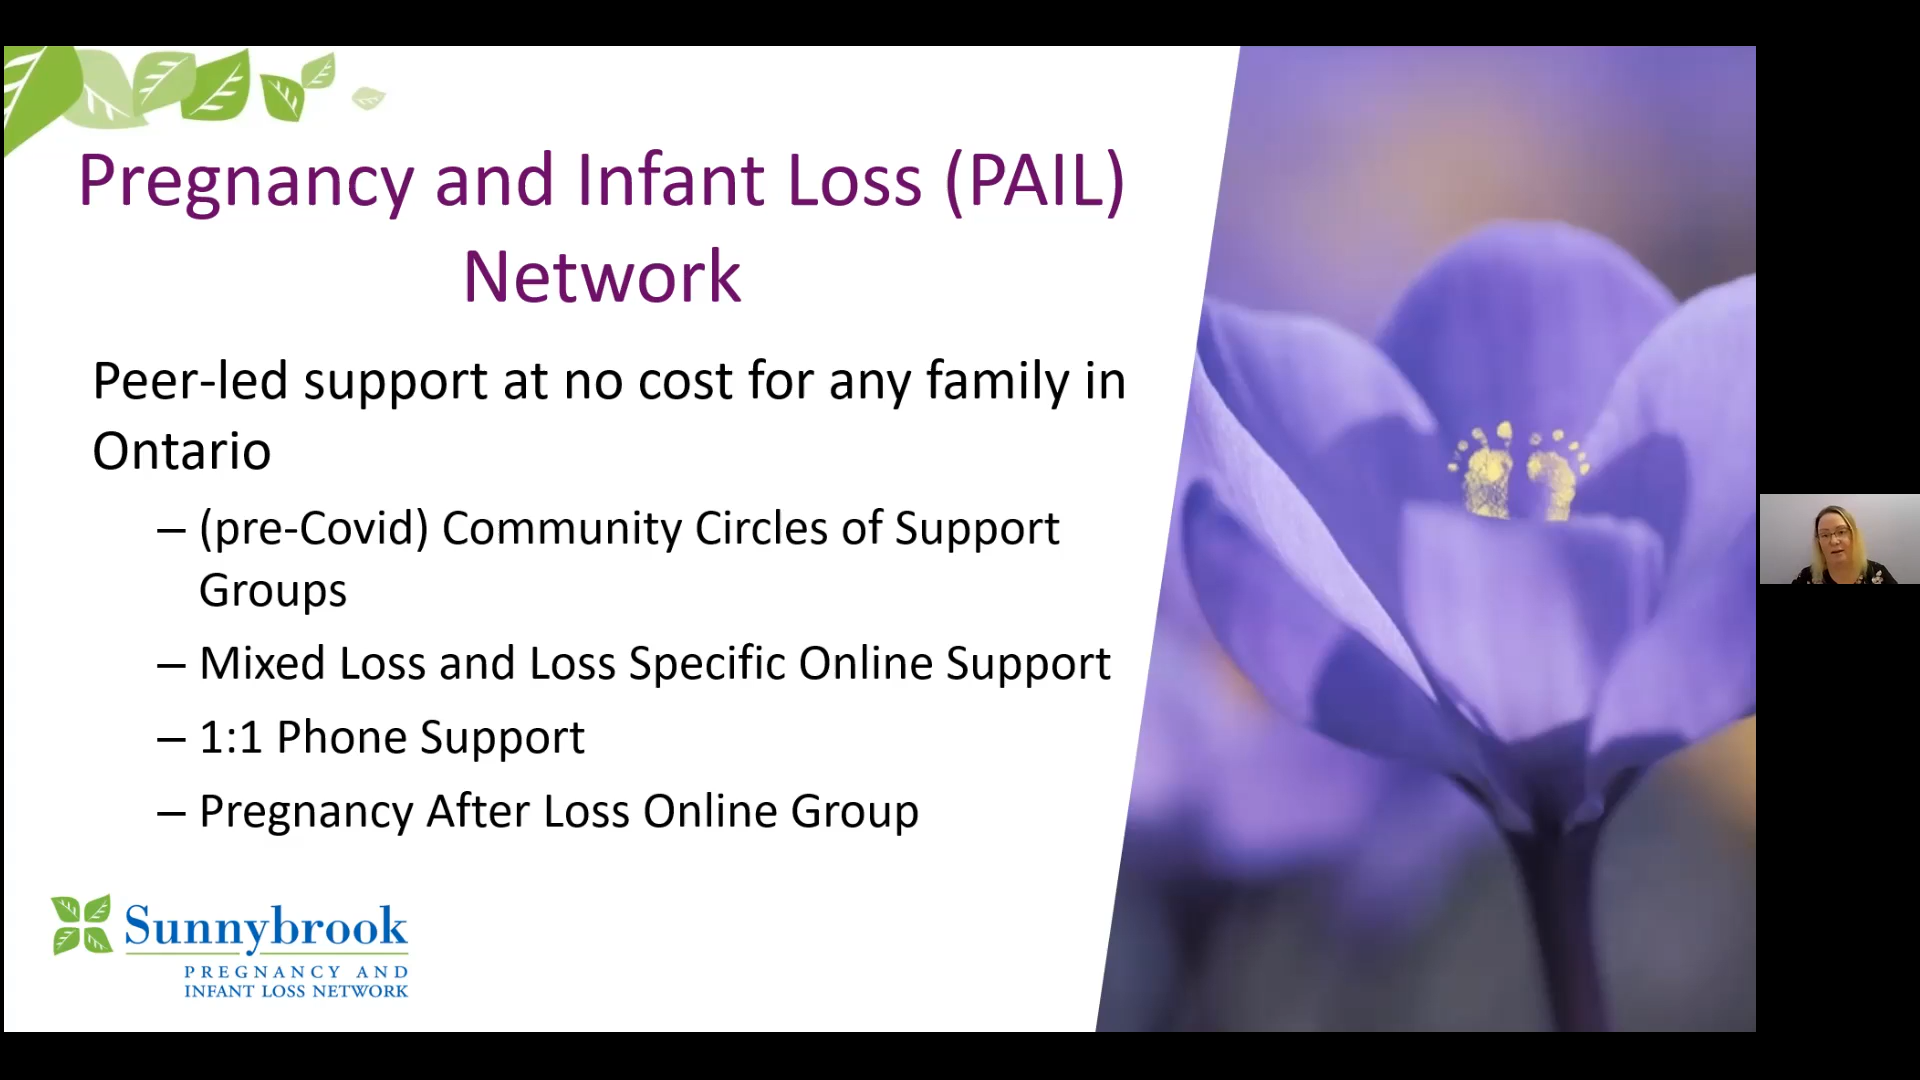 Pregnancy and Infant Loss (PAIL)
Network
Peer-led support at no cost for any family in
Ontario
– (pre-Covid) Community Circles of Support
Groups
– Mixed Loss and Loss Specific Online Support
– 1:1 Phone Support
– Pregnancy After Loss Online Group
Sunnybrook
PREGNANCY AND
INFANT LOSS NETWORK